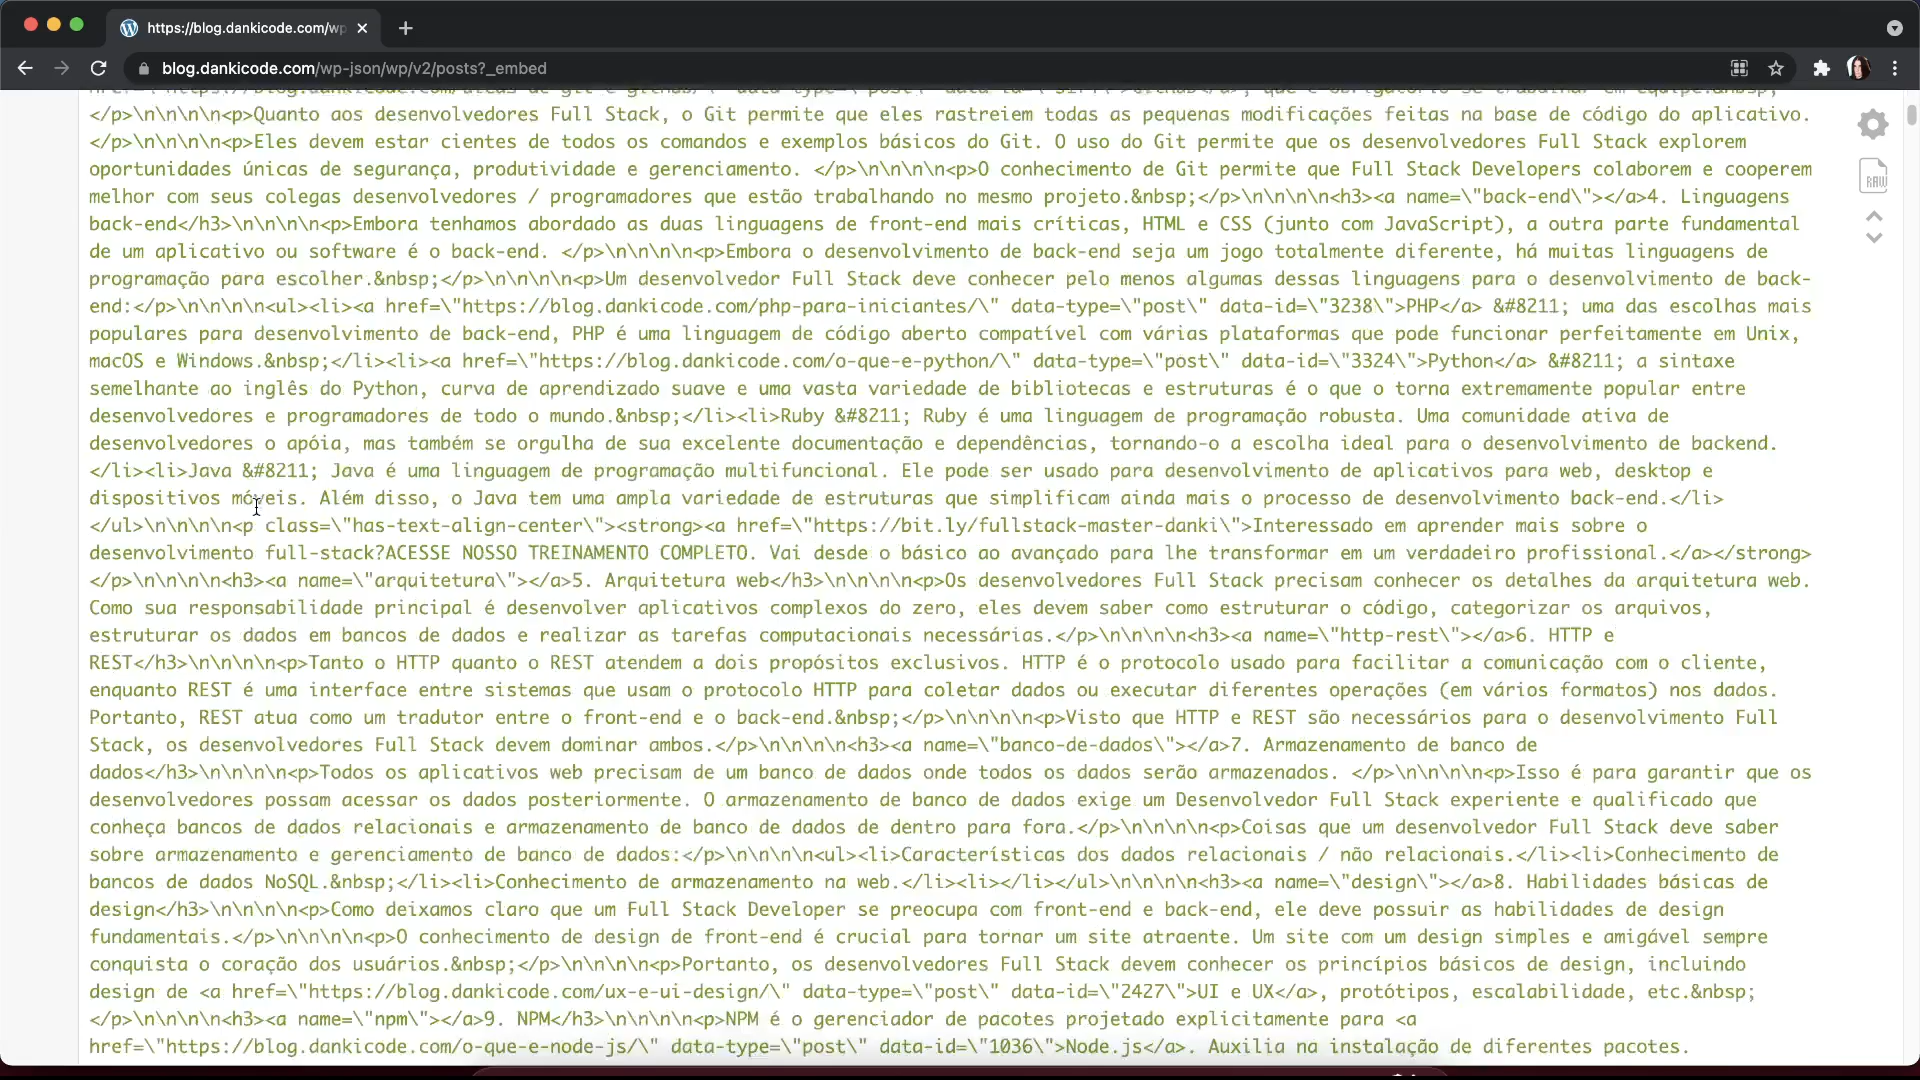 https://blog.dankicode.com/wp
blog.dankicode.com/wp-json/wp/v2/posts?_embed
</p>\n\n\n\n<p>Quanto aos desenvolvedores Full Stack, o Git permite que eles rastreiem todas as pequenas modificações feitas na base de código do aplicativo.
</p>\n\n\n\n<p>Eles devem estar cientes de todos os comandos e exemplos básicos do Git. O uso do Git permite que os desenvolvedores Full Stack explorem
oportunidades únicas de segurança, produtividade e gerenciamento. </p>\n\n\n\n<p>O conhecimento de Git permite que Full Stack Developers colaborem e cooperem
melhor com seus colegas desenvolvedores / programadores que estão trabalhando no mesmo projeto.&nbsp;</p>\n\n\n\n<h3><a name=\"back-end\"></a>4. Linguagens
back-end</h3>\n\n\n\n<p>Embora tenhamos abordado as duas linguagens de front-end mais críticas, HTML e CSS (junto com JavaScript), a outra parte fundamental
de um aplicativo ou software é o back-end. </p>\n\n\n\n<p>Embora o desenvolvimento de back-end seja um jogo totalmente diferente, há muitas linguagens de
programação para escolher.&nbsp;</p>\n\n\n\n<p>Um desenvolvedor Full Stack deve conhecer pelo menos algumas dessas linguagens para o desenvolvimento de back-
end:</p>\n\n\n\n<ul><li><a href=\"https://blog.dankicode.com/php-para-iniciantes/\" data-type=\"post\" data-id=\"3238\">PHP</a> &#8211; uma das escolhas mais
populares para desenvolvimento de back-end, PHP é uma linguagem de código aberto compatível com várias plataformas que pode funcionar perfeitamente em Unix,
macOS e Windows.&nbsp;</li><li><a href=\"https://blog.dankicode.com/o-que-e-python/\" data-type=\"post\" data-id=\"3324\">Python</a> &#8211; a sintaxe
semelhante ao inglês do Python, curva de aprendizado suave e uma vasta variedade de bibliotecas e estruturas é o que o torna extremamente popular entre
desenvolvedores e programadores de todo o mundo.&nbsp;</li><li>Ruby &#8211; Ruby é uma linguagem de programação robusta. Uma comunidade ativa de
desenvolvedores o apóia, mas também se orgulha de sua excelente documentação e dependências, tornando-o a escolha ideal para o desenvolvimento de backend.
</li><li>Java &#8211; Java é uma linguagem de programação multifuncional. Ele pode ser usado para desenvolvimento de aplicativos para web, desktop e
dispositivos móveis. Além disso, o Java tem uma ampla variedade de estruturas que simplificam ainda mais o processo de desenvolvimento back-end.</li>
</ul>\n\n\n\n<p class=\"has-text-align-center\"><strong><a href=\"https://bit.ly/fullstack-master-danki\">Interessado em aprender mais sobre o
desenvolvimento full-stack?ACESSE NOSSO TREINAMENTO COMPLETO. Vai desde o básico ao avançado para lhe transformar em um verdadeiro profissional.</a></strong>
</p>\n\n\n\n<h3><a name=\"arquitetura\"></a>5. Arquitetura web</h3>\n\n\n\n<p>Os desenvolvedores Full Stack precisam conhecer os detalhes da arquitetura web.
Como sua responsabilidade principal é desenvolver aplicativos complexos do zero, eles devem saber como estruturar o código, categorizar os arquivos,
estruturar os dados em bancos de dados e realizar as tarefas computacionais necessárias.</p>\n\n\n\n<h3><a name=\"http-rest\"></a>6. HTTP e
REST</h3>\n\n\n\n<p>Tanto o HTTP quanto o REST atendem a dois propósitos exclusivos. HTTP é o protocolo usado para facilitar a comunicação com o cliente,
enquanto REST é uma interface entre sistemas que usam o protocolo HTTP para coletar dados ou executar diferentes operações (em vários formatos) nos dados.
Portanto, REST atua como um tradutor entre o front-end e o back-end.&nbsp;</p>\n\n\n\n<p>Visto que HTTP e REST são necessários para o desenvolvimento Full
Stack, os desenvolvedores Full Stack devem dominar ambos.</p>\n\n\n\n<h3><a name=\"banco-de-dados\"></a>7. Armazenamento de banco de
dados</h3>\n\n\n\n<p>Todos os aplicativos web precisam de um banco de dados onde todos os dados serão armazenados. </p>\n\n\n\n<p>Isso é para garantir que os
desenvolvedores possam acessar os dados posteriormente. O armazenamento de banco de dados exige um Desenvolvedor Full Stack experiente e qualificado que
conheça bancos de dados relacionais e armazenamento de banco de dados de dentro para fora.</p>\n\n\n\n<p>Coisas que um desenvolvedor Full Stack deve saber
sobre armazenamento e gerenciamento de banco de dados:</p>\n\n\n\n<ul><li>Características dos dados relacionais / não relacionais.</li><li>Conhecimento de
bancos de dados NoSQL.&nbsp;</li><li>Conhecimento de armazenamento na web.</li><li></li></ul>\n\n\n\n<h3><a name=\"design\"></a>8. Habilidades básicas de
design</h3>\n\n\n\n<p>Como deixamos claro que um Full Stack Developer se preocupa com front-end e back-end, ele deve possuir as habilidades de design
fundamentais.</p>\n\n\n\n<p>O conhecimento de design de front-end é crucial para tornar um site atraente. Um site com um design simples e amigável sempre
conquista o coração dos usuários.&nbsp;</p>\n\n\n\n<p>Portanto, os desenvolvedores Full Stack devem conhecer os princípios básicos de design, incluindo
design de <a href=\"https://blog.dankicode.com/ux-e-ui-design/\" data-type=\"post\" data-id=\"2427\">UI e UX</a>, protótipos, escalabilidade, etc.&nbsp;
</p>\n\n\n\n<h3><a name=\"npm\"></a>9. NPM</h3>\n\n\n\n<p>NPM é o gerenciador de pacotes projetado explicitamente para <a
href=\"https://blog.dankicode.com/o-que-e-node-js/\" data-type=\"post\" data-id=\"1036\">Node.js</a>. Auxilia na instalação de diferentes pacotes.
RAW